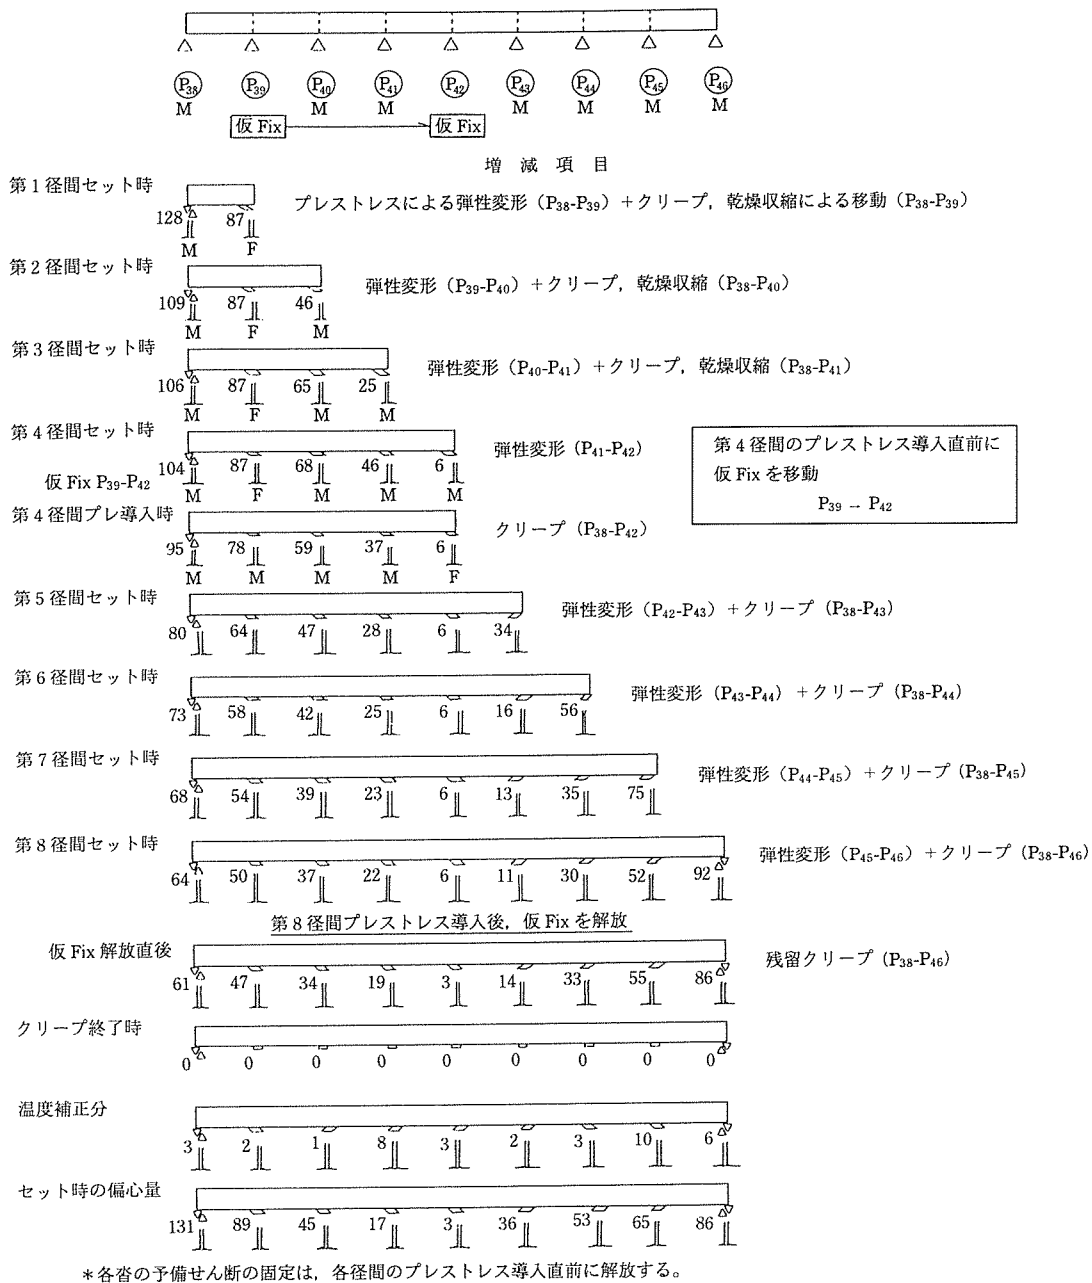 P38 P39 P40 P41 P42 P43 P44 P45 P46
M M M M M M M
仮 Fix 仮 Fix
増減項目
第1径間セット時
プレストレスによる弾性変形(P38-P39)+クリープ,乾燥収縮による移動(P38-P39)
128 87
M F
第2径間セット時
弾性変形(P39-P40)+クリープ,乾燥収縮(P38-P40)
109 87 46
M F M
第3径間セット時
弾性変形(P40-P41)+クリープ,乾燥収縮(P38-P41)
106 87 65 25
M F M M
第4径間セット時
弾性変形(P41-P42)
104 87 68 46 6
仮 Fix P39-P42
M F M M M
第4径間のプレストレス導入直前に
仮 Fix を移動
P39 − P42
第4径間プレ導入時
クリープ(P38-P42)
95 78 59 37 6
M M M M F
第5径間セット時
弾性変形(P42-P43)+クリープ(P38-P43)
80 64 47 28 6 34
第6径間セット時
弾性変形(P43-P44)+クリープ(P38-P44)
73 58 42 25 6 16 56
第7径間セット時
弾性変形(P44-P45)+クリープ(P38-P45)
68 54 39 23 6 13 35 75
第8径間セット時
弾性変形(P45-P46)+クリープ(P38-P46)
64 50 37 22 6 11 30 52 92
第8径間プレストレス導入後,仮 Fix を解放
仮 Fix 解放直後
残留クリープ(P38-P46)
61 47 34 19 3 14 33 55 86
クリープ終了時
0 0 0 0 0 0 0 0 0
温度補正分
3 2 1 8 3 2 3 10 6
セット時の偏心量
131 89 45 17 3 36 53 65 86
*各沓の予備せん断の固定は,各径間のプレストレス導入直前に解放する。